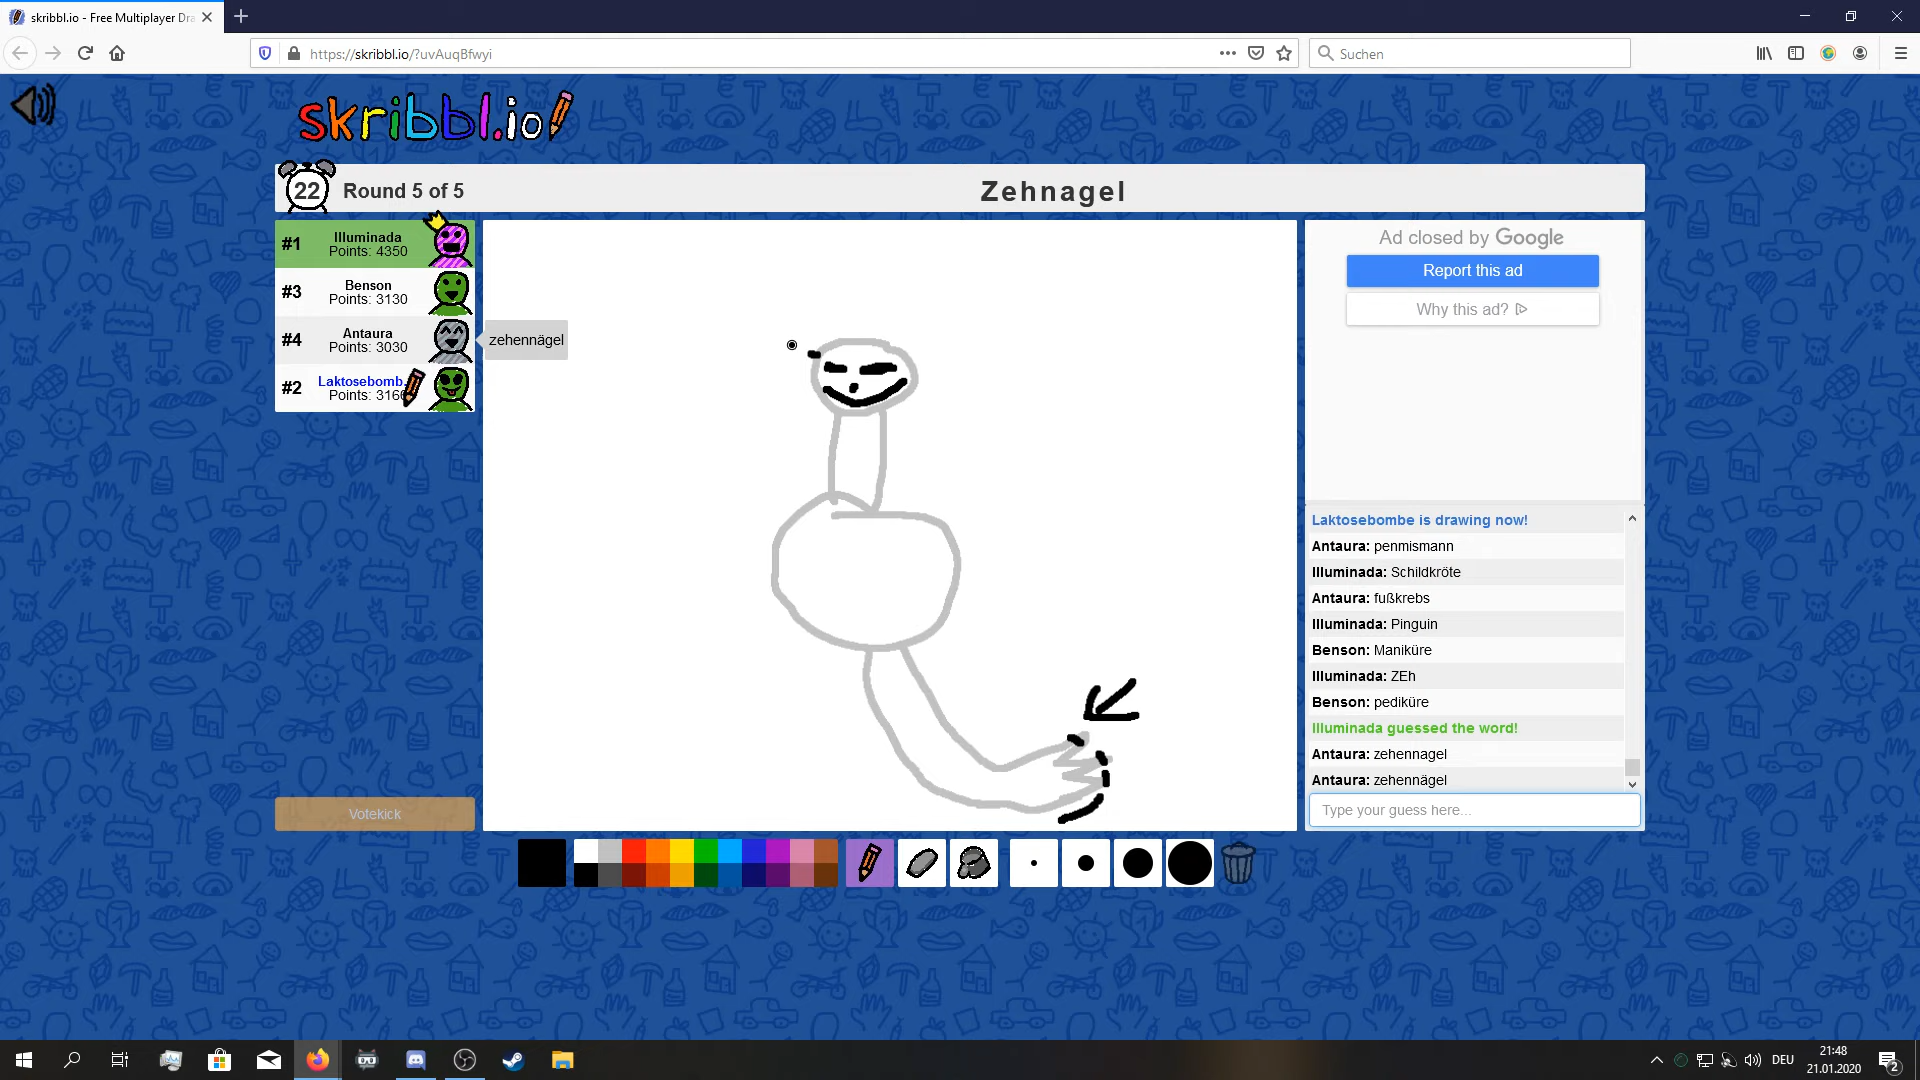 skribbl.io - Free Multiplayer Dra
https://skribbl.io/?uvAuqBfwyi
Suchen
skribbl.io
22
Round 5 of 5
Zehnagel
#1
Illuminada
Points: 4350
#3
Benson
Points: 3130
#4
Antaura
Points: 3030
zehennägel
#2
Laktosebomb.
Points: 3160
Votekick
Ad closed by Google
Report this ad
Why this ad?
Laktosebombe is drawing now!
Antaura: penmismann
Illuminada: Schildkröte
Antaura: fußkrebs
Illuminada: Pinguin
Benson: Maniküre
Illuminada: ZEh
Benson: pediküre
Illuminada guessed the word!
Antaura: zehennagel
Antaura: zehennägel
Type your guess here...
DEU
21:48
21.01.2020
2